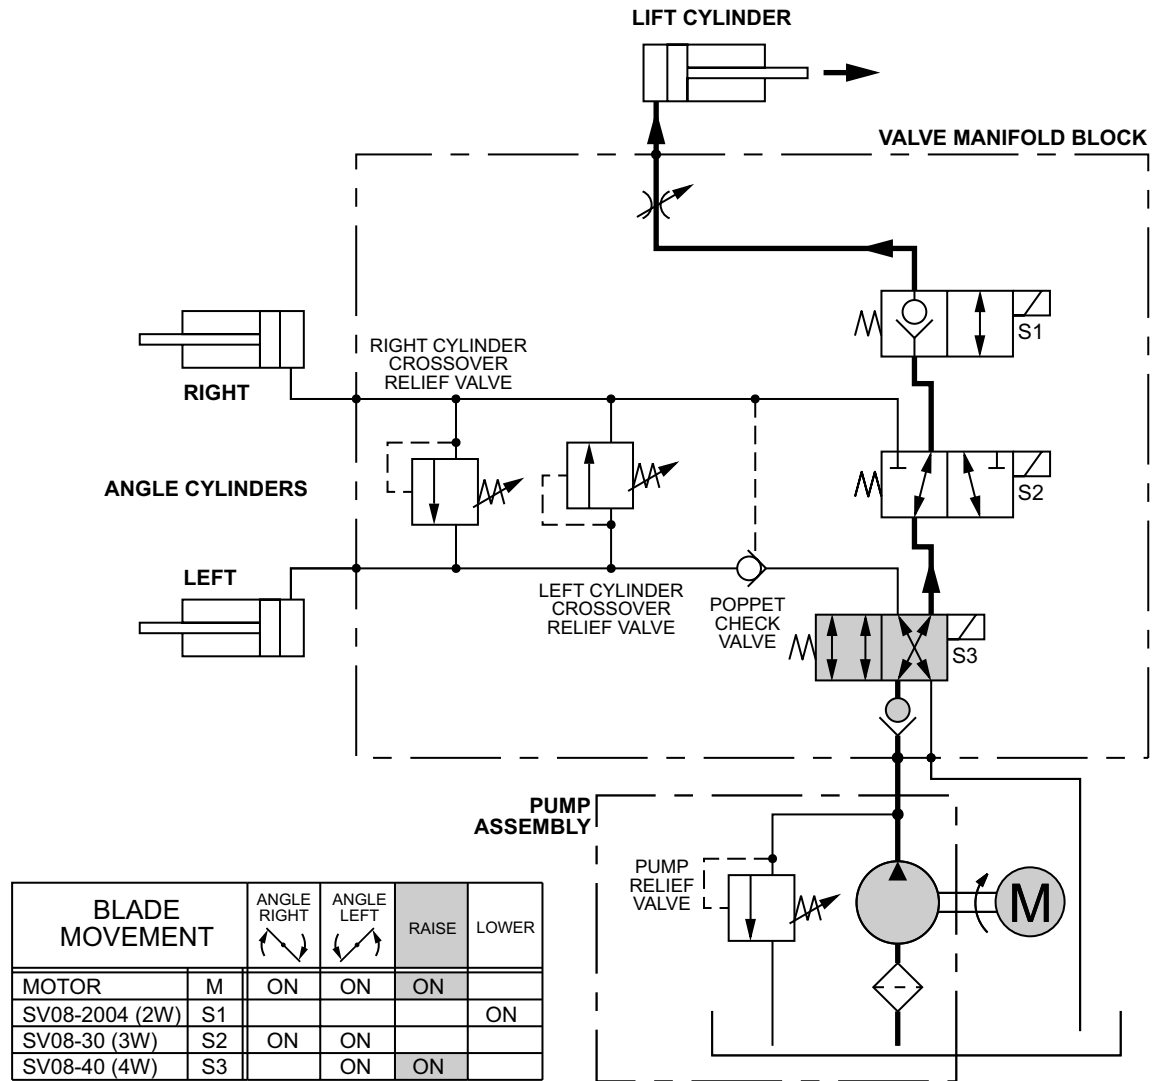 LIFT CYLINDER
VALVE MANIFOLD BLOCK
S1
RIGHT CYLINDER
CROSSOVER
RELIEF VALVE
RIGHT
ANGLE CYLINDERS
S2
LEFT
LEFT CYLINDER
CROSSOVER
RELIEF VALVE
POPPET
CHECK
VALVE
S3
PUMP
ASSEMBLY
PUMP
RELIEF
VALVE
M
BLADE
MOVEMENT
ANGLE
RIGHT
ANGLE
LEFT
RAISE
LOWER
MOTOR M ON ON ON
SV08-2004 (2W) S1 ON
SV08-30 (3W) S2 ON ON
SV08-40 (4W) S3 ON ON